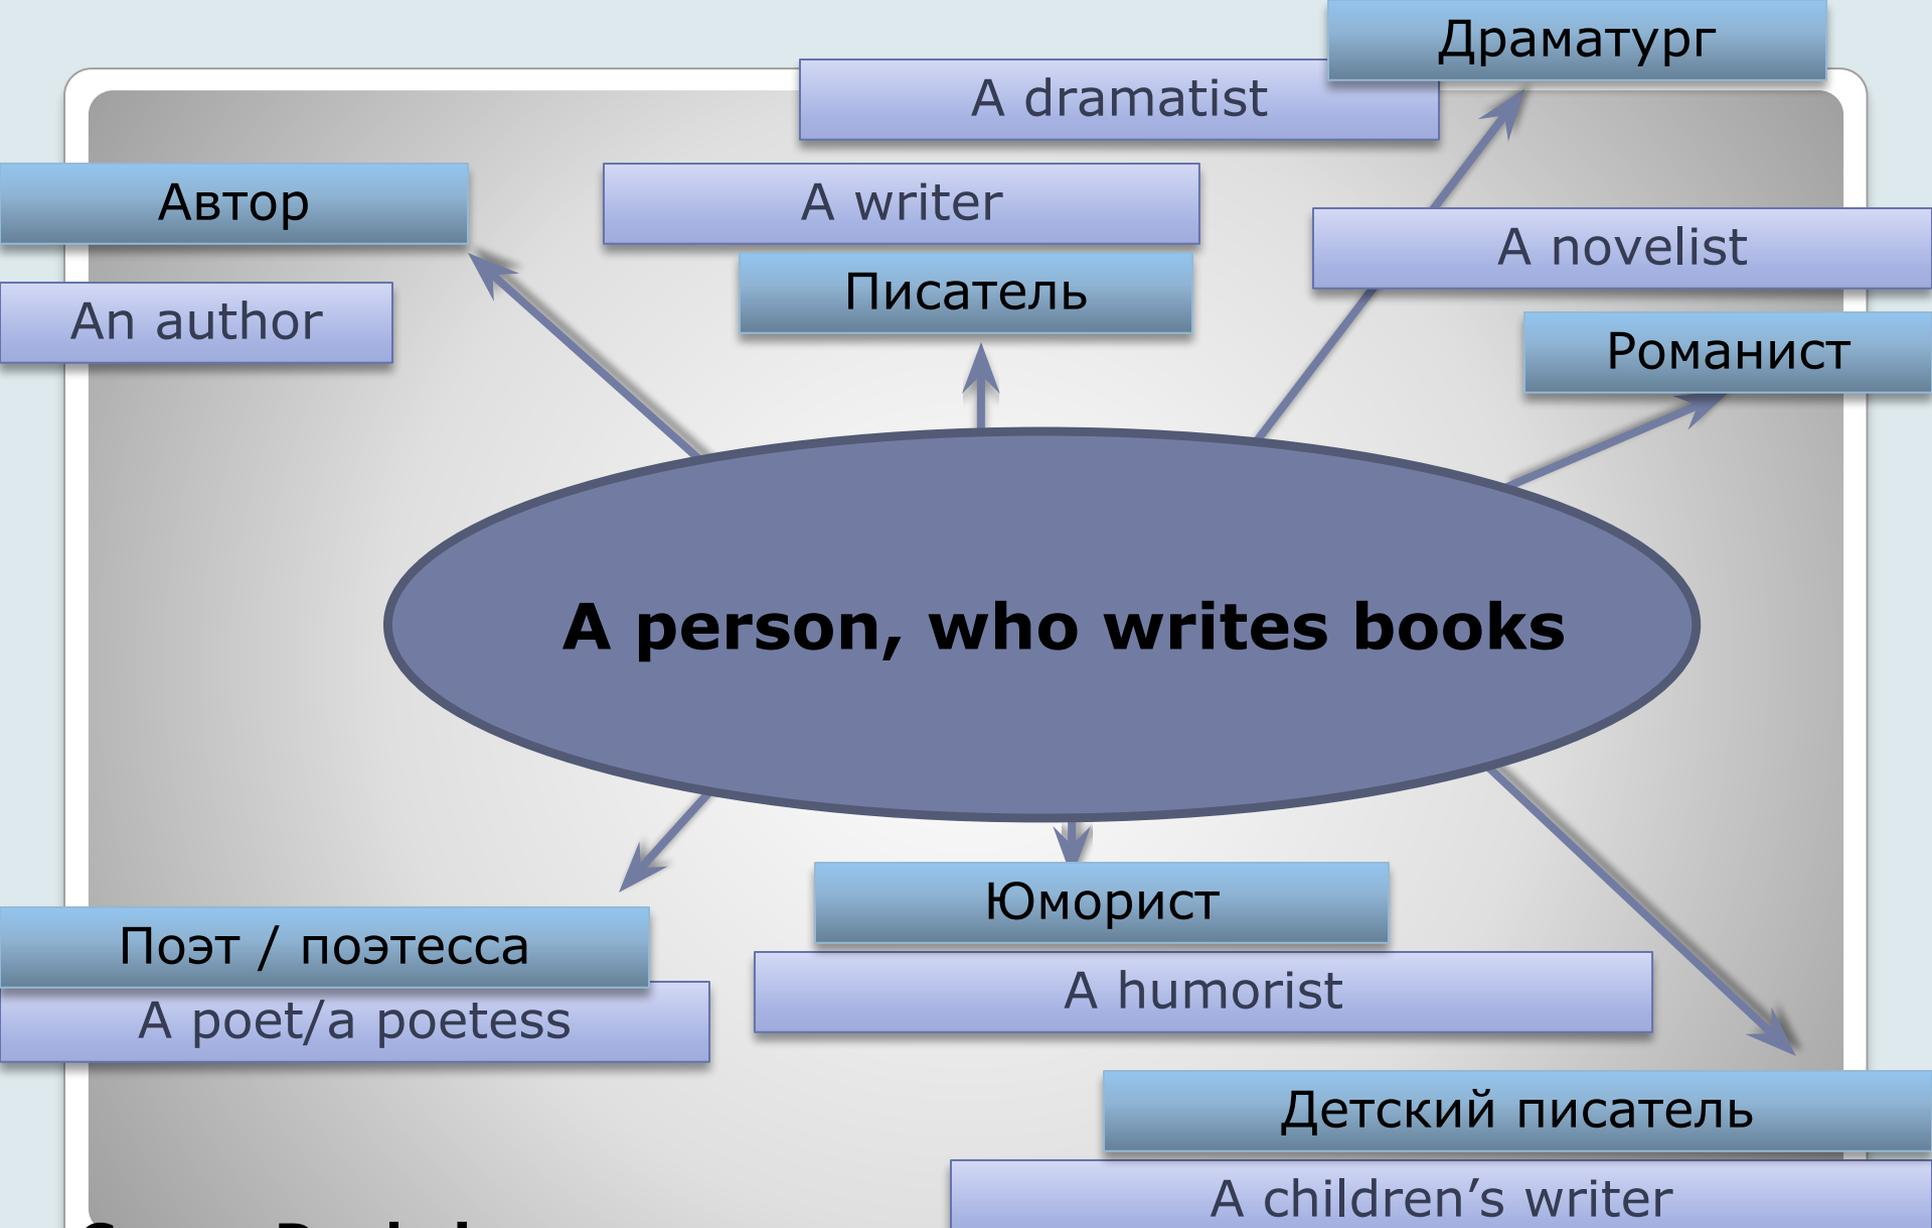 Драматург
A dramatist
Автор
A writer
A novelist
Писатель
An author
Романист
A person, who writes books
Юморист
Поэт / поэтесса
A humorist
A poet/a poetess
Детский писатель
A children’s writer